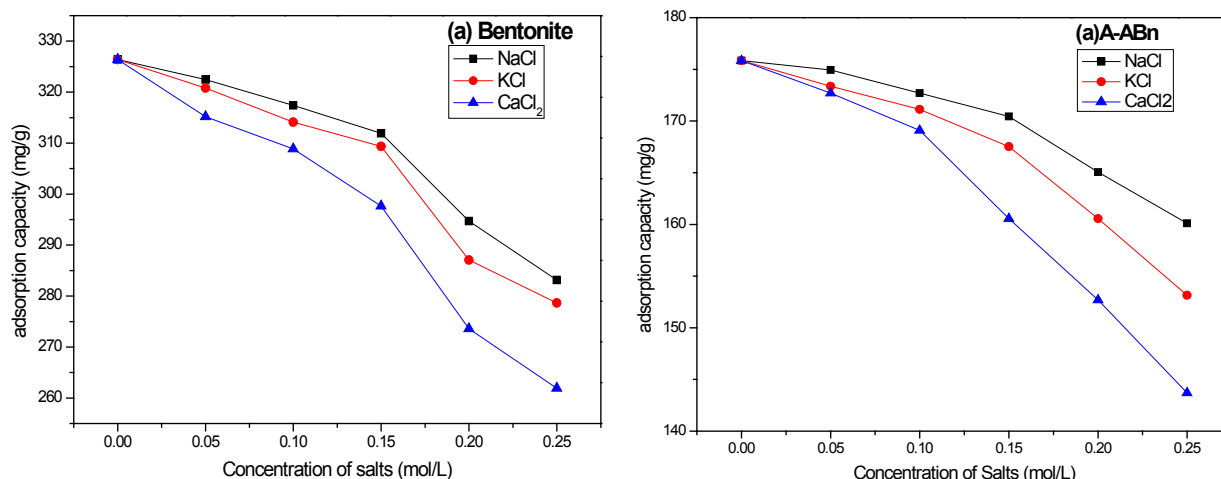 (a) Bentonite
NaCl
KCl
CaCl₂
330
320
310
300
290
280
270
260
adsorption capacity (mg/g)
0.00 0.05 0.10 0.15 0.20 0.25
Concentration of salts (mol/L)
(a)A-ABn
NaCl
KCl
CaCl2
180
170
160
150
140
adsorption capacity (mg/g)
0.00 0.05 0.10 0.15 0.20 0.25
Concentration of Salts (mol/L)